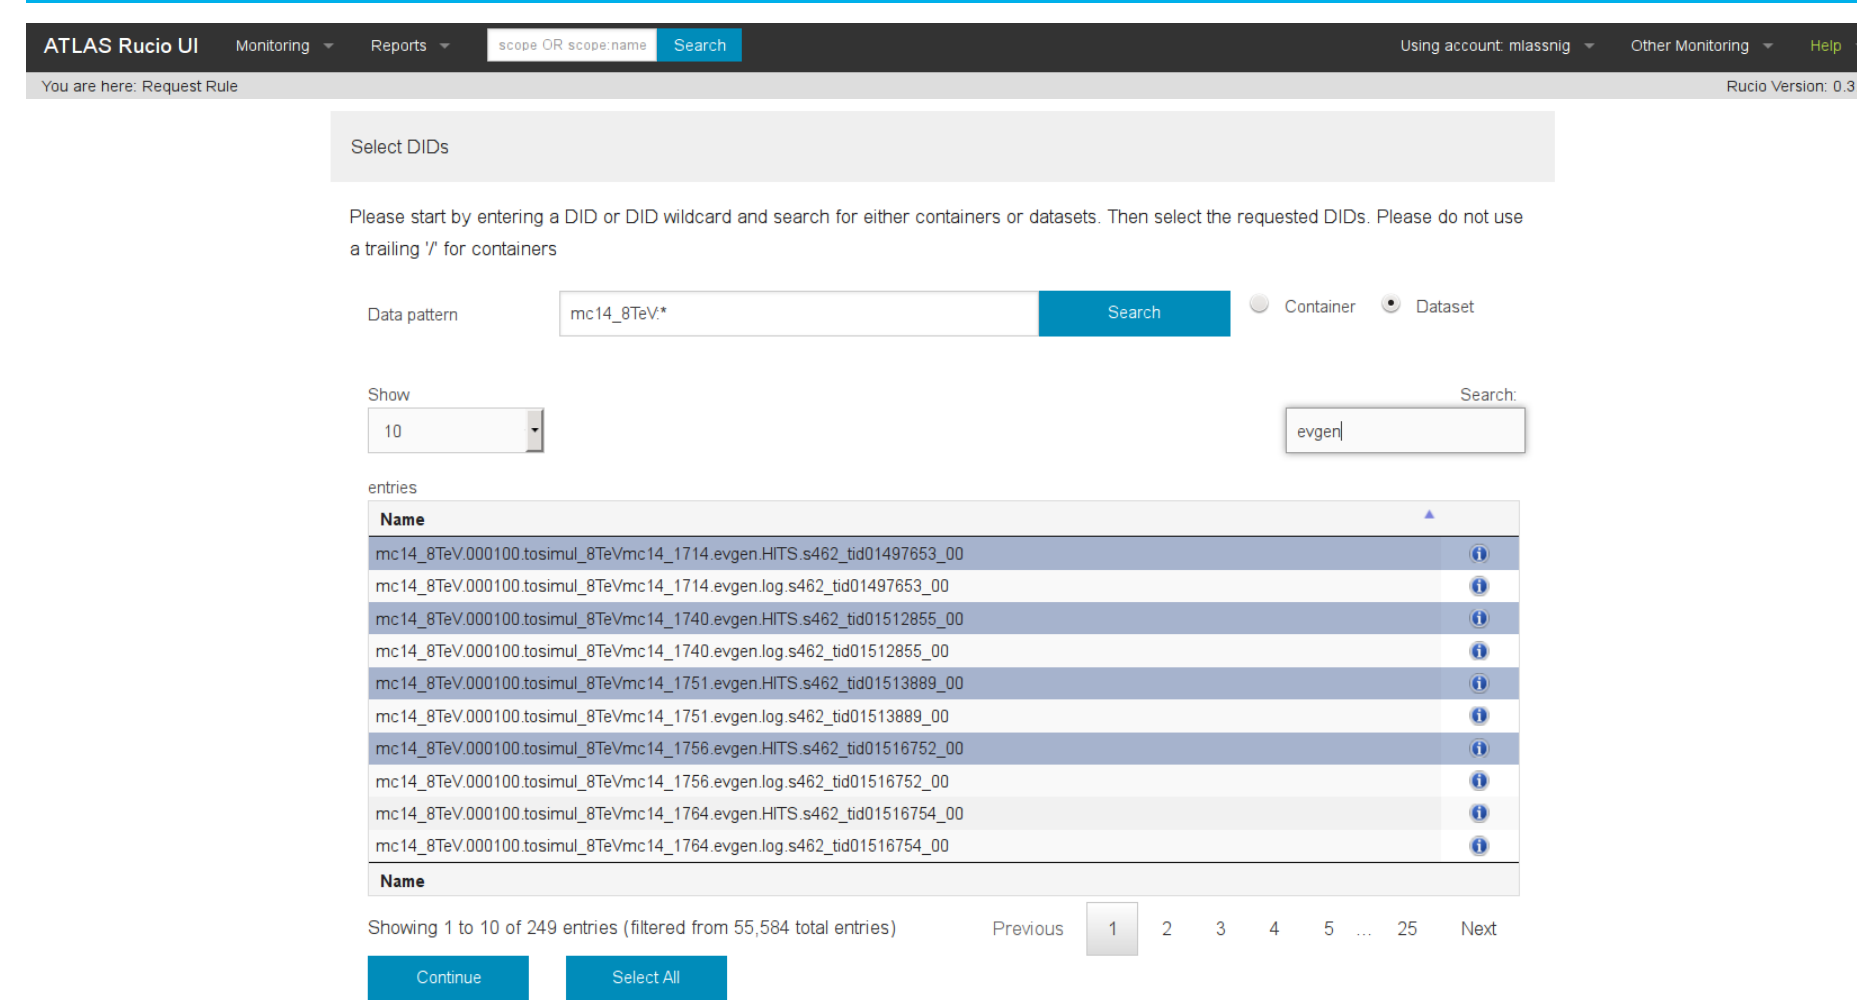 ATLAS Rucio UI Monitoring Reports scope OR scope:name Search Using account: mlassnig Other Monitoring Help
You are here: Request Rule Rucio Version: 0.3
Select DIDs
Please start by entering a DID or DID wildcard and search for either containers or datasets. Then select the requested DIDs. Please do not use
a trailing '/' for containers
Data pattern mc14_8TeV:* Search Container Dataset
Show Search:
10 evgen
entries
Name
mc14_8TeV.000100.tosimul_8TeVmc14_1714.evgen.HITS.s462_tid01497653_00
mc14_8TeV.000100.tosimul_8TeVmc14_1714.evgen.log.s462_tid01497653_00
mc14_8TeV.000100.tosimul_8TeVmc14_1740.evgen.HITS.s462_tid01512855_00
mc14_8TeV.000100.tosimul_8TeVmc14_1740.evgen.log.s462_tid01512855_00
mc14_8TeV.000100.tosimul_8TeVmc14_1751.evgen.HITS.s462_tid01513889_00
mc14_8TeV.000100.tosimul_8TeVmc14_1751.evgen.log.s462_tid01513889_00
mc14_8TeV.000100.tosimul_8TeVmc14_1756.evgen.HITS.s462_tid01516752_00
mc14_8TeV.000100.tosimul_8TeVmc14_1756.evgen.log.s462_tid01516752_00
mc14_8TeV.000100.tosimul_8TeVmc14_1764.evgen.HITS.s462_tid01516754_00
mc14_8TeV.000100.tosimul_8TeVmc14_1764.evgen.log.s462_tid01516754_00
Name
Showing 1 to 10 of 249 entries (filtered from 55,584 total entries) Previous 1 2 3 4 5 ... 25 Next
Continue Select All